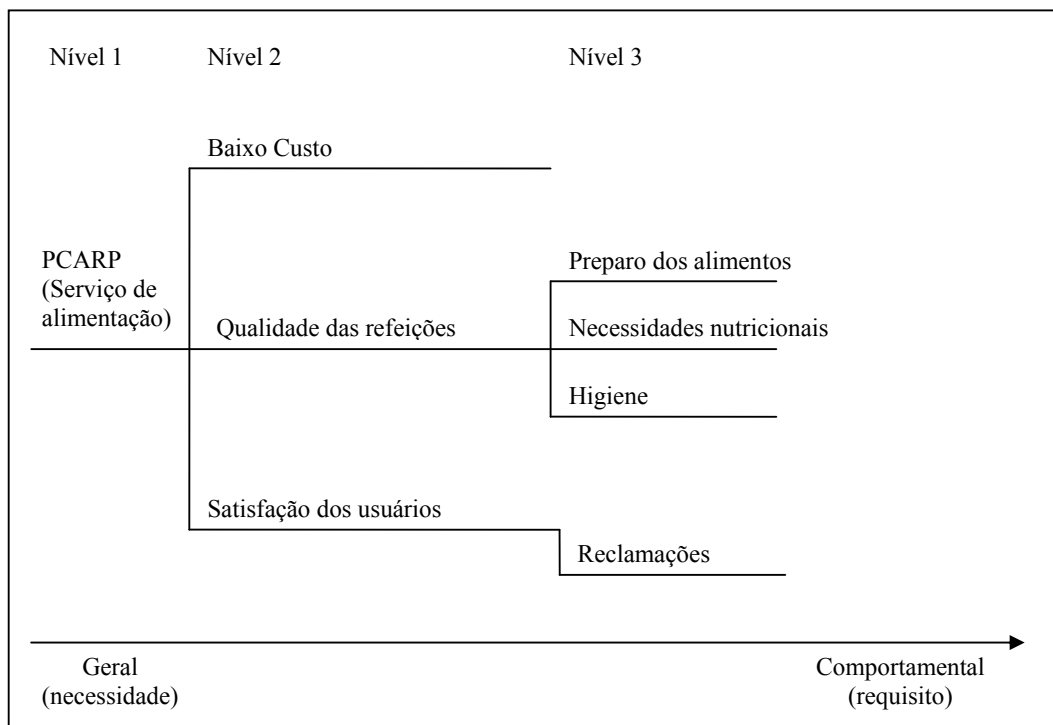 Nível 1 Nível 2 Nível 3
Baixo Custo
PCARP
(Serviço de
alimentação)
Preparo dos alimentos
Qualidade das refeições
Necessidades nutricionais
Higiene
Satisfação dos usuários
Reclamações
Geral
(necessidade)
Comportamental
(requisito)